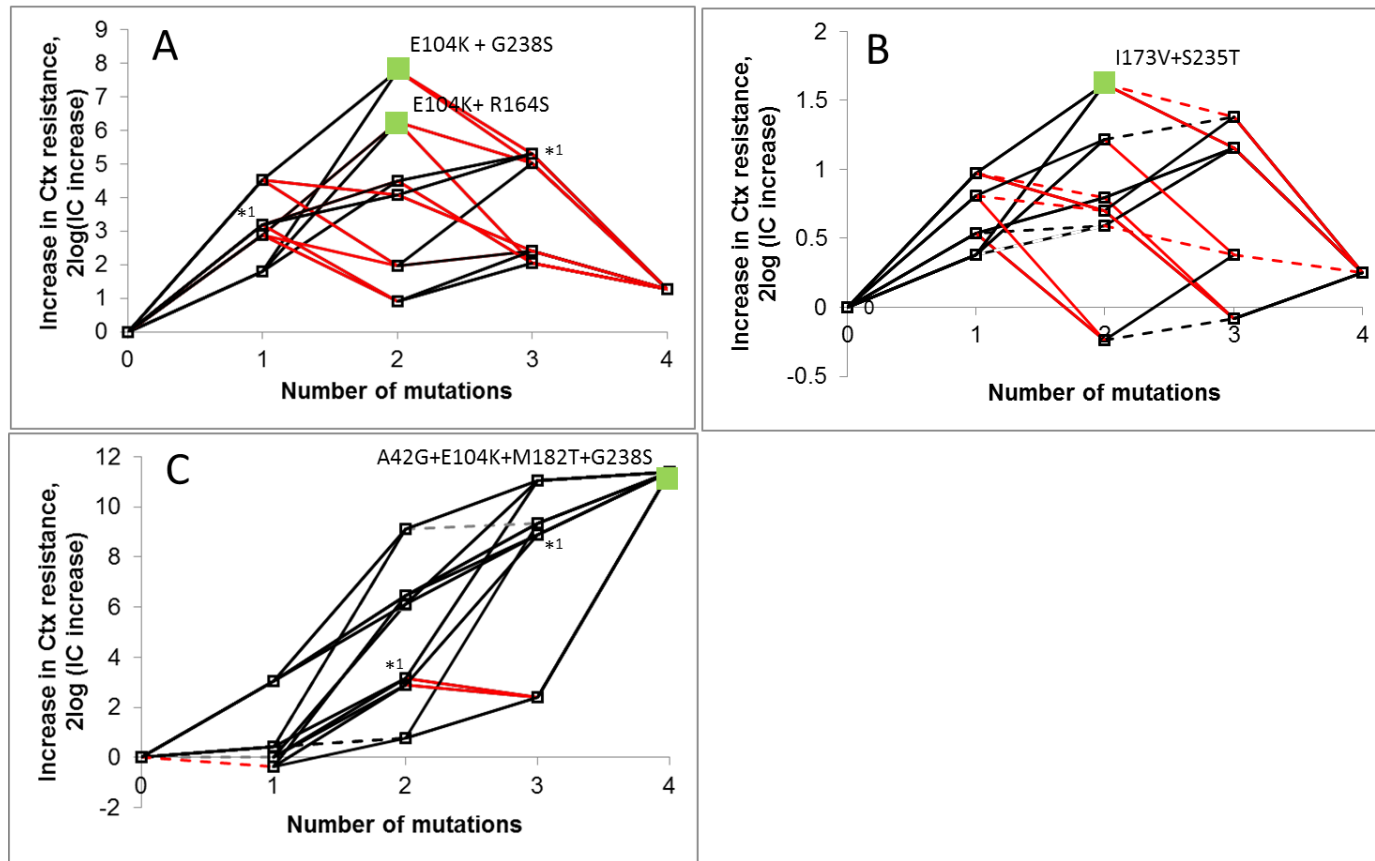 A
E104K + G238S
E104K+ R164S
*1
*1
Increase in Ctx resistance,
2log(IC increase)
9
8
7
6
5
4
3
2
1
0
0 1 2 3 4
Number of mutations
B
I173V+S235T
Increase in Ctx resistance,
2log (IC increase)
2
1.5
1
0.5
0
-0.5
0 0 1 2 3 4
Number of mutations
C
A42G+E104K+M182T+G238S
*1
*1
Increase in Ctx resistance,
2log (IC increase)
12
10
8
6
4
2
0
-2
0 1 2 3 4
Number of mutations